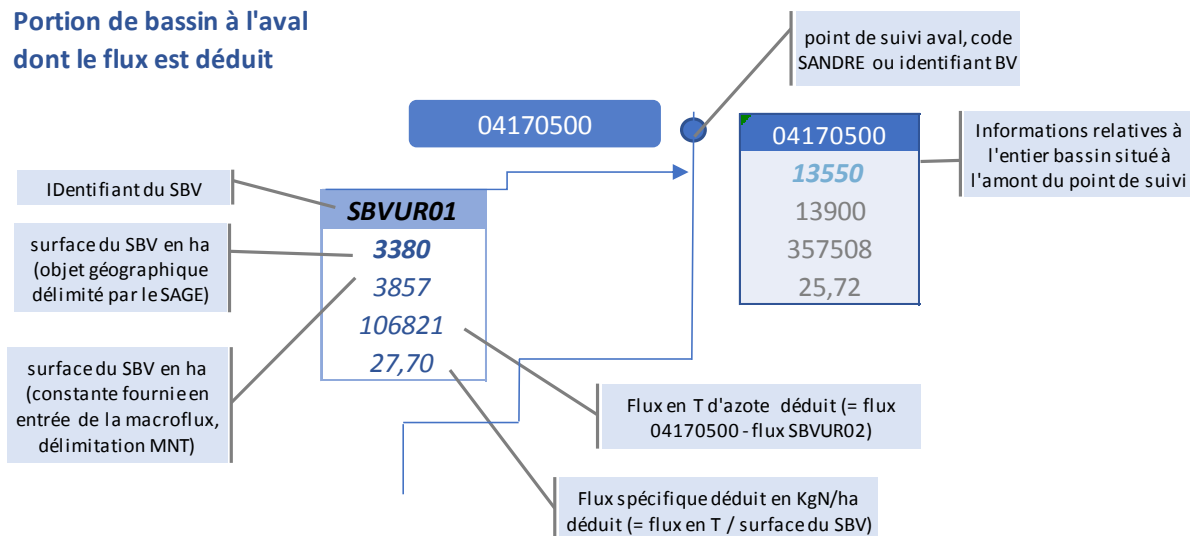 Portion de bassin à l'aval
dont le flux est déduit
point de suivi aval, code
SANDRE ou identifiant BV
04170500
04170500
13550
13900
357508
25,72
Informations relatives à
l'entier bassin situé à
l'amont du point de suivi
IDentifiant du SBV
SBVUR01
3380
3857
106821
27,70
surface du SBV en ha
(objet géographique
délimité par le SAGE)
surface du SBV en ha
(constante fournie en
entrée de la macroflux,
délimitation MNT)
Flux en T d'azote déduit (= flux
04170500 - flux SBVUR02)
Flux spécifique déduit en KgN/ha
déduit (= flux en T / surface du SBV)